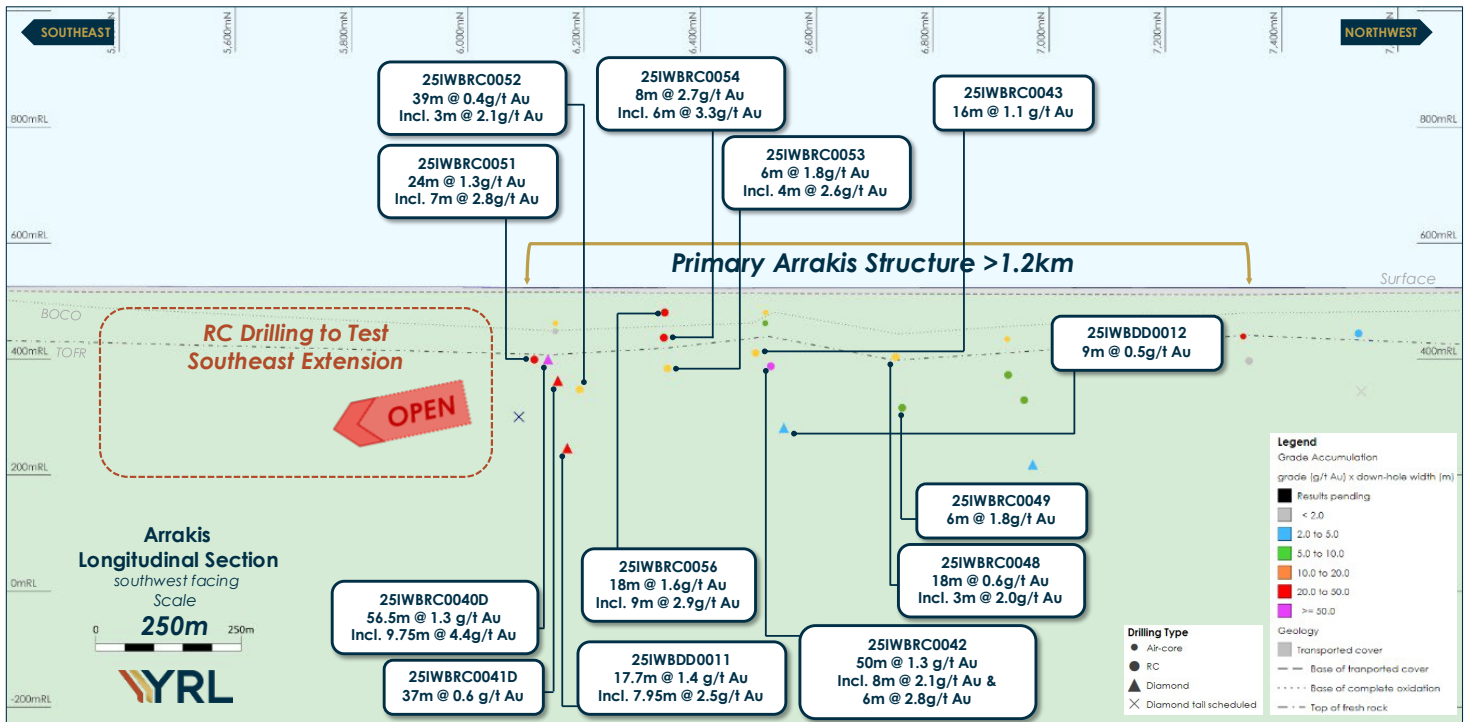 SOUTHEAST
NORTHWEST
5,600mN
5,800mN
6,000mN
6,200mN
6,400mN
6,600mN
6,800mN
7,000mN
7,200mN
7,400mN
800mRL
800mRL
600mRL
600mRL
400mRL
400mRL
200mRL
200mRL
0mRL
-200mRL
25IWBRC0052
39m @ 0.4g/t Au
Incl. 3m @ 2.1g/t Au
25IWBRC0054
8m @ 2.7g/t Au
Incl. 6m @ 3.3g/t Au
25IWBRC0043
16m @ 1.1 g/t Au
25IWBRC0051
24m @ 1.3g/t Au
Incl. 7m @ 2.8g/t Au
25IWBRC0053
6m @ 1.8g/t Au
Incl. 4m @ 2.6g/t Au
Primary Arrakis Structure >1.2km
Surface
BOCO
TOFR
RC Drilling to Test
Southeast Extension
OPEN
25IWBDD0012
9m @ 0.5g/t Au
25IWBRC0049
6m @ 1.8g/t Au
25IWBRC0048
18m @ 0.6g/t Au
Incl. 3m @ 2.0g/t Au
25IWBRC0056
18m @ 1.6g/t Au
Incl. 9m @ 2.9g/t Au
25IWBRC0040D
56.5m @ 1.3 g/t Au
Incl. 9.75m @ 4.4g/t Au
25IWBRC0041D
37m @ 0.6 g/t Au
25IWBDD0011
17.7m @ 1.4 g/t Au
Incl. 7.95m @ 2.5g/t Au
25IWBRC0042
50m @ 1.3 g/t Au
Incl. 8m @ 2.1g/t Au &
6m @ 2.8g/t Au
Arrakis
Longitudinal Section
southwest facing
Scale
250m
0
250m
YRL
Drilling Type
Air-core
RC
Diamond
Diamond tail scheduled
Legend
Grade Accumulation
grade (g/t Au) x down-hole width (m)
Results pending
< 2.0
2.0 to 5.0
5.0 to 10.0
10.0 to 20.0
20.0 to 50.0
>= 50.0
Geology
Transported cover
Base of tranported cover
Base of complete oxidation
Top of fresh rock